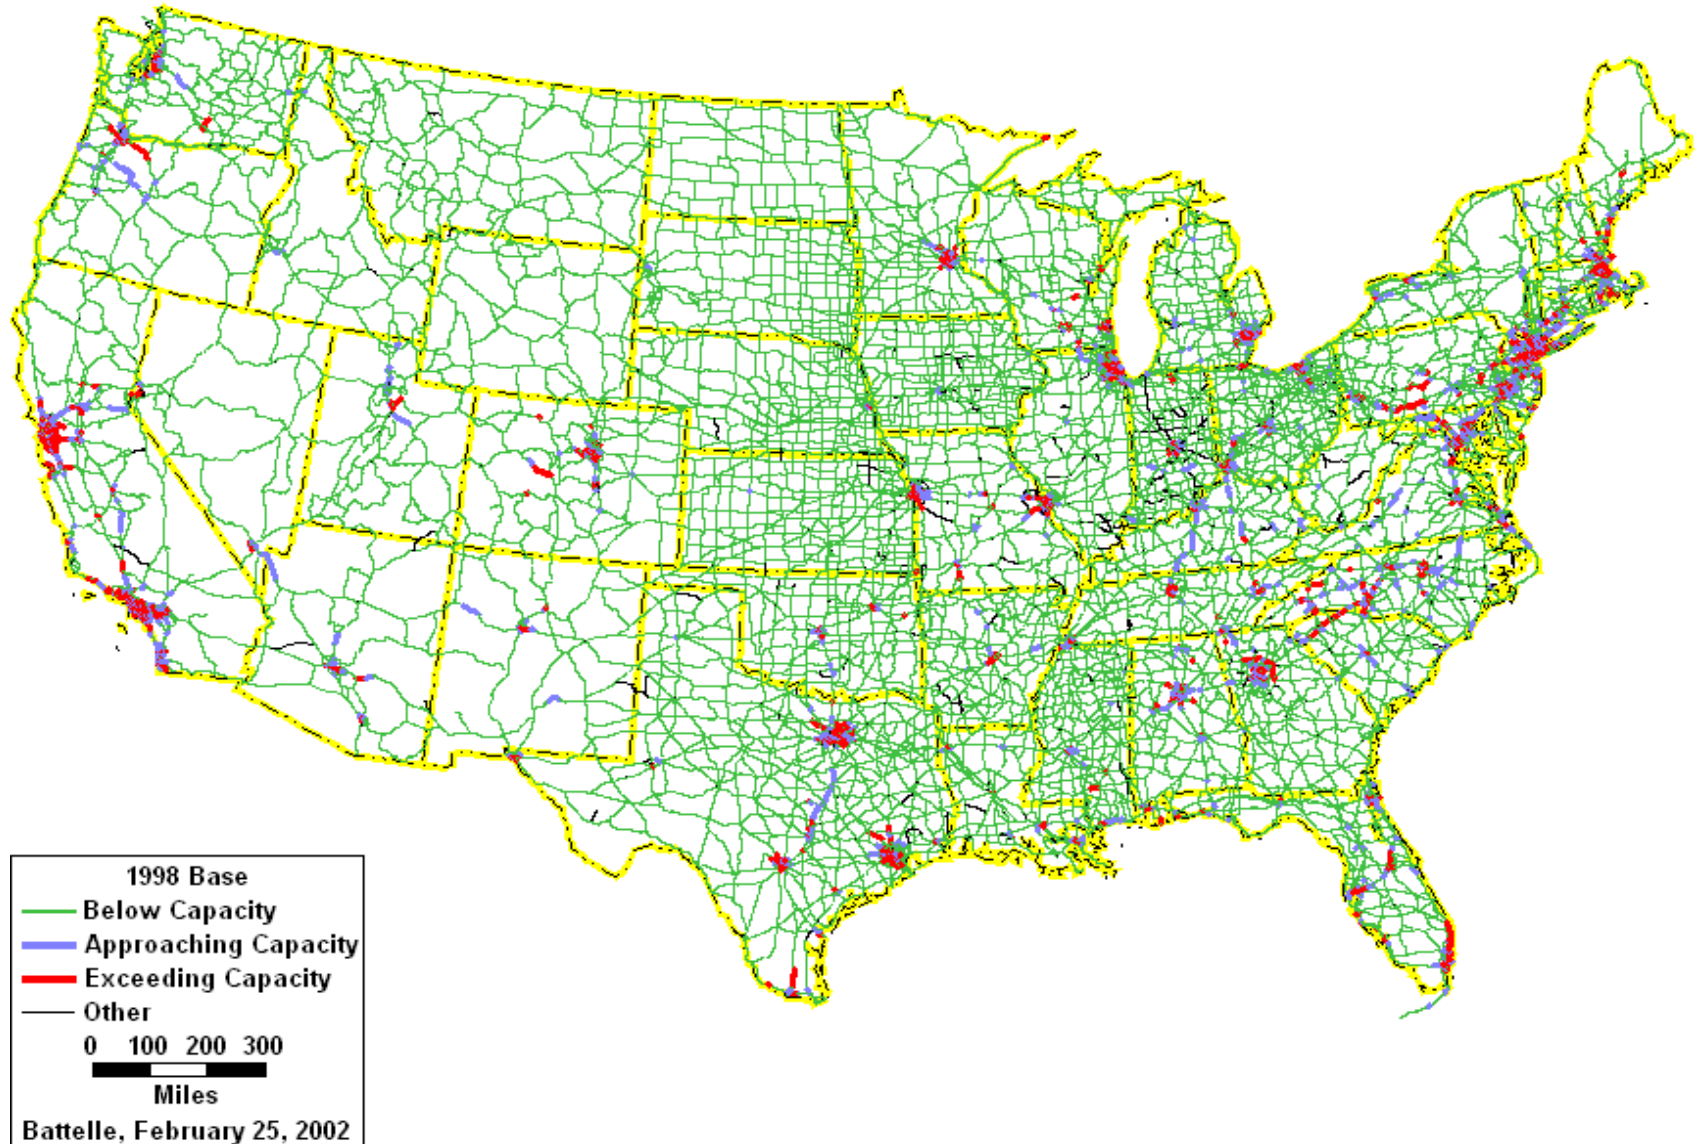 1998 Base
Below Capacity
Approaching Capacity
Exceeding Capacity
Other
0 100 200 300
Miles
Battelle, February 25, 2002